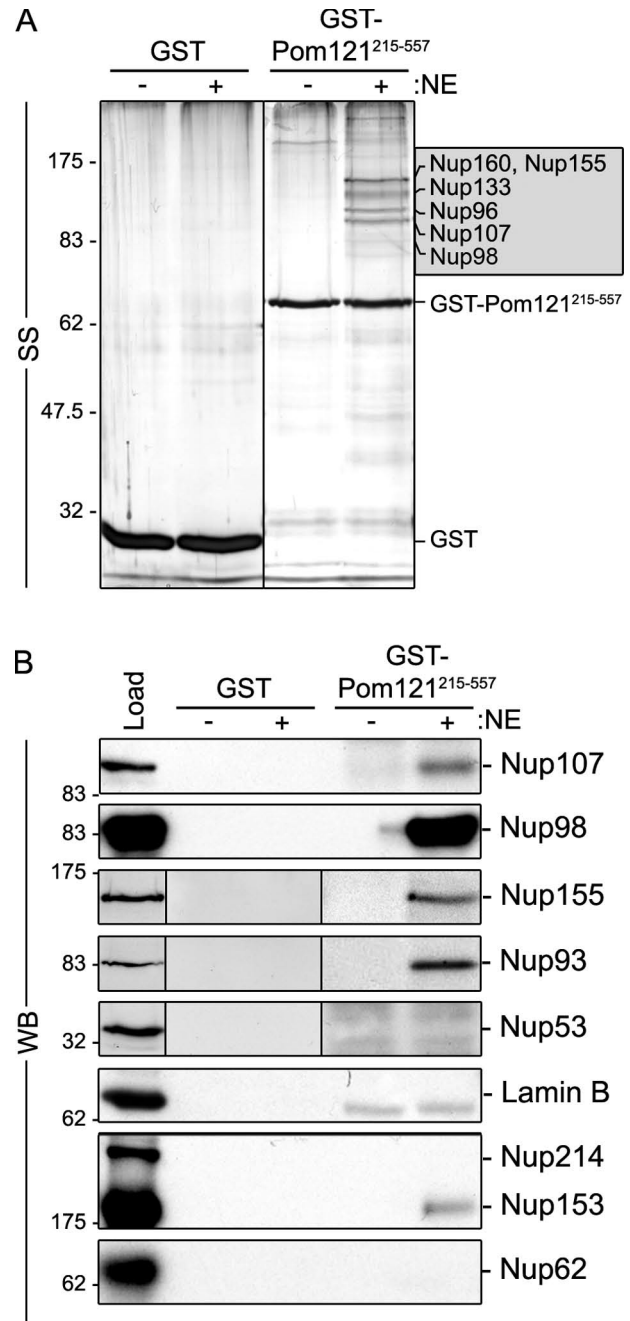 A
GST
GST-
Pom121²¹⁵⁻⁵⁵⁷
- + - + :NE
175 -
83 -
62 -
47.5 -
32 -
SS
Nup160, Nup155
Nup133
Nup96
Nup107
Nup98
GST-Pom121²¹⁵⁻⁵⁵⁷
GST
B
Load
GST
GST-
Pom121²¹⁵⁻⁵⁵⁷
- + - + :NE
WB
83 - - Nup107
83 - - Nup98
175 - - Nup155
83 - - Nup93
32 - - Nup53
62 - - Lamin B
- Nup214
175 - - Nup153
62 - - Nup62